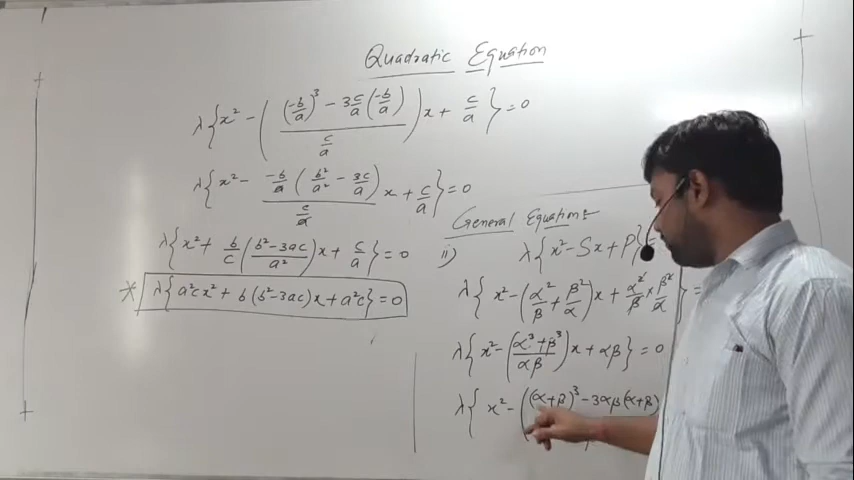 Quadratic Equation
λ{x² - ((-b/a)³ - 3c/a(-b/a) / c/a)x + c/a} = 0
λ{x² - (-b/a(b²/a² - 3c/a) / c/a)x + c/a} = 0
λ{x² + b/c(b²-3ac/a²)x + c/a} = 0
* λ{a²cx² + b(b²-3ac)x + a²c} = 0
General Equation:
ii) λ{x² - Sx + P} =
λ{x² - (α²/β + β²/α)x + α²/β × β²/α} =
λ{x² - (α³+β³/αβ)x + αβ} = 0
λ{x² - ((α+β)³ - 3αβ(α+β)